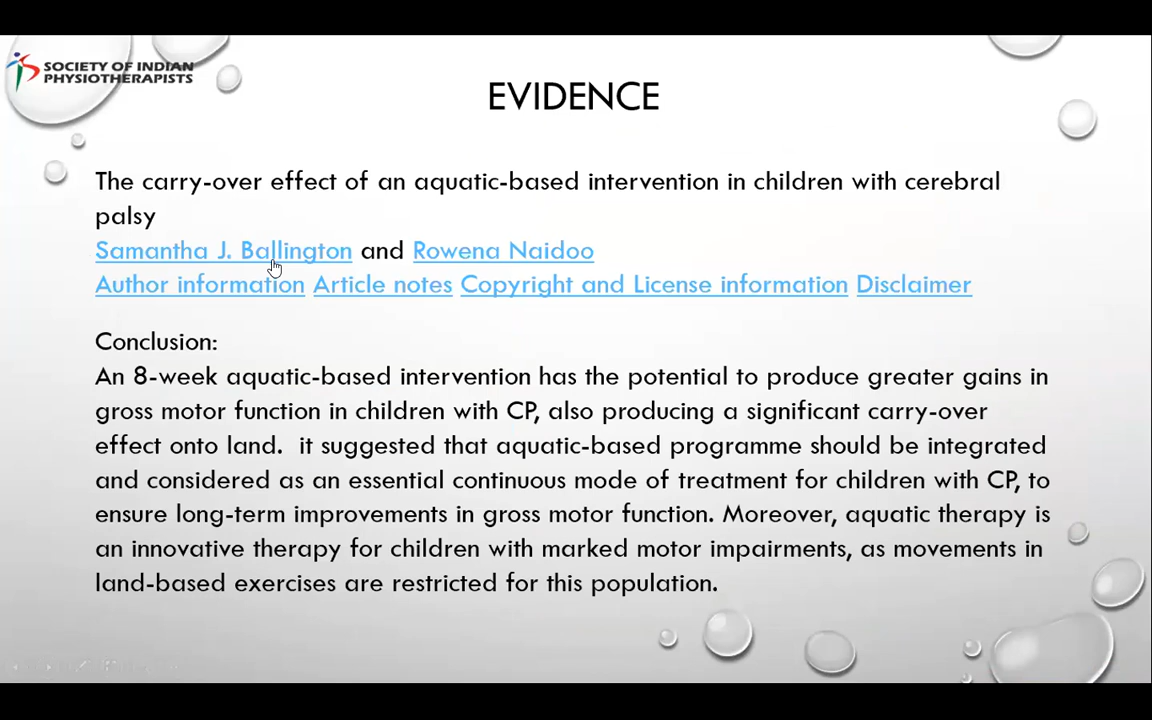 SOCIETY OF INDIAN
PHYSIOTHERAPISTS
EVIDENCE
The carry-over effect of an aquatic-based intervention in children with cerebral
palsy
Samantha J. Ballington and Rowena Naidoo
Author information Article notes Copyright and License information Disclaimer
Conclusion:
An 8-week aquatic-based intervention has the potential to produce greater gains in
gross motor function in children with CP, also producing a significant carry-over
effect onto land.  it suggested that aquatic-based programme should be integrated
and considered as an essential continuous mode of treatment for children with CP, to
ensure long-term improvements in gross motor function. Moreover, aquatic therapy is
an innovative therapy for children with marked motor impairments, as movements in
land-based exercises are restricted for this population.